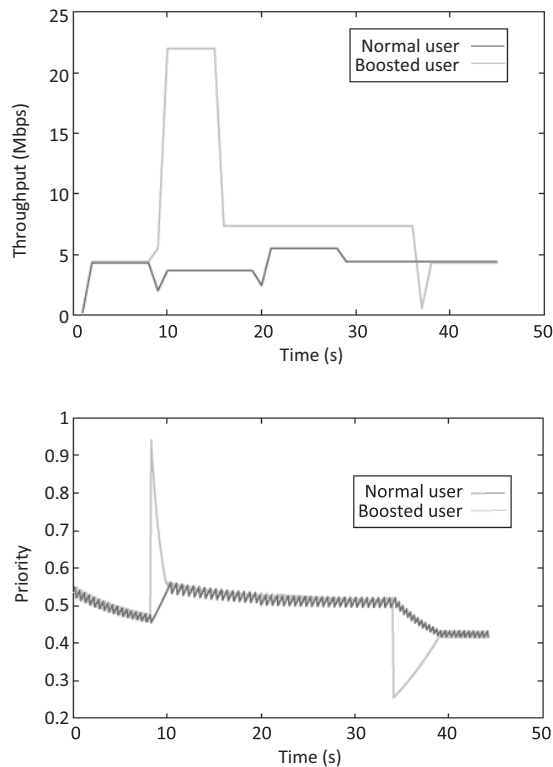 25
20
15
10
5
0
Throughput (Mbps)
Normal user
Boosted user
0 10 20 30 40 50
Time (s)
1
0.9
0.8
0.7
0.6
0.5
0.4
0.3
0.2
Priority
Normal user
Boosted user
0 10 20 30 40 50
Time (s)